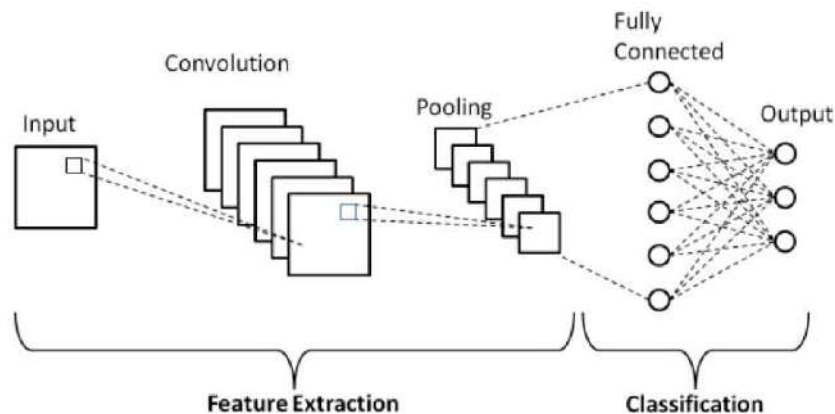 Input
Convolution
Pooling
Fully
Connected
Output
Feature Extraction
Classification